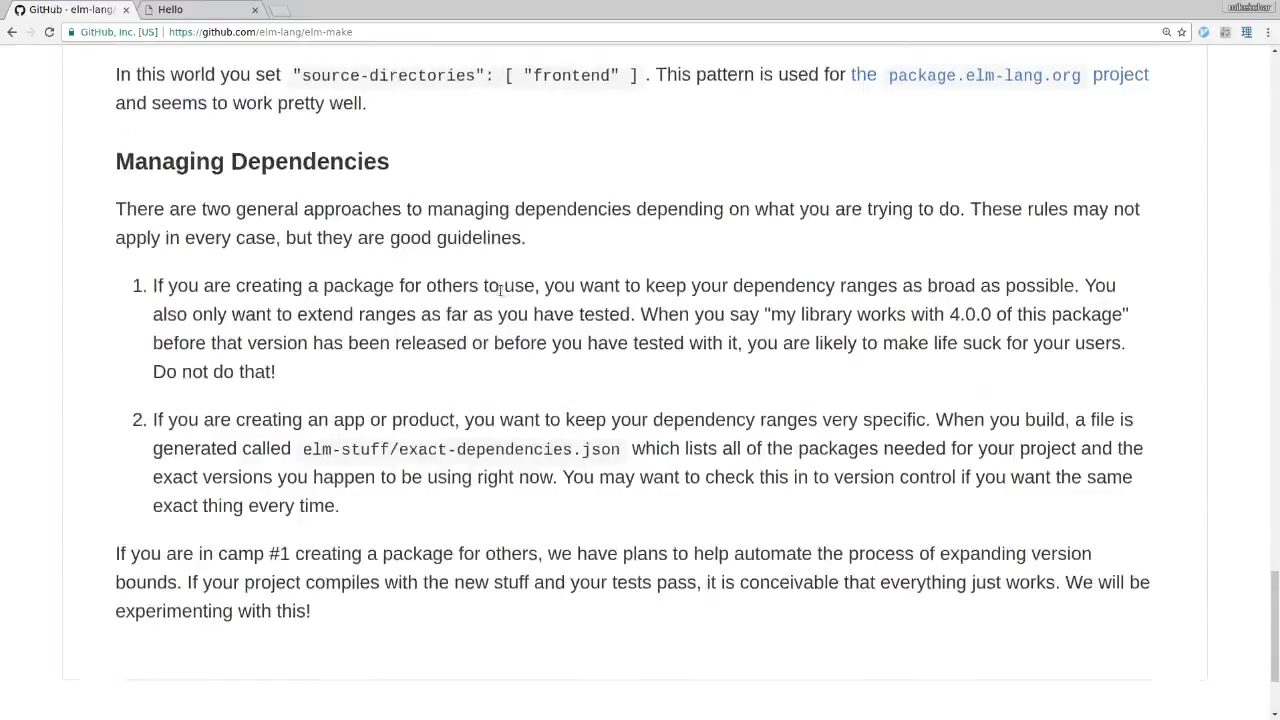 GitHub - elm-lang/
Hello
GitHub, Inc. [US]
https://github.com/elm-lang/elm-make
In this world you set "source-directories": [ "frontend" ] . This pattern is used for the package.elm-lang.org project
and seems to work pretty well.
Managing Dependencies
There are two general approaches to managing dependencies depending on what you are trying to do. These rules may not
apply in every case, but they are good guidelines.
1. If you are creating a package for others to use, you want to keep your dependency ranges as broad as possible. You
also only want to extend ranges as far as you have tested. When you say "my library works with 4.0.0 of this package"
before that version has been released or before you have tested with it, you are likely to make life suck for your users.
Do not do that!
2. If you are creating an app or product, you want to keep your dependency ranges very specific. When you build, a file is
generated called elm-stuff/exact-dependencies.json which lists all of the packages needed for your project and the
exact versions you happen to be using right now. You may want to check this in to version control if you want the same
exact thing every time.
If you are in camp #1 creating a package for others, we have plans to help automate the process of expanding version
bounds. If your project compiles with the new stuff and your tests pass, it is conceivable that everything just works. We will be
experimenting with this!